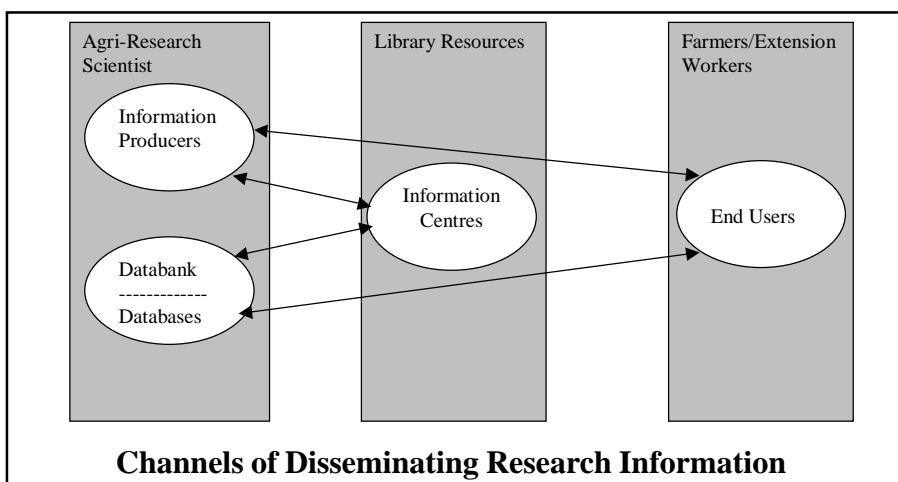 Agri-Research
Scientist
Information
Producers
Databank
-------------
Databases
Library Resources
Information
Centres
Farmers/Extension
Workers
End Users
Channels of Disseminating Research Information